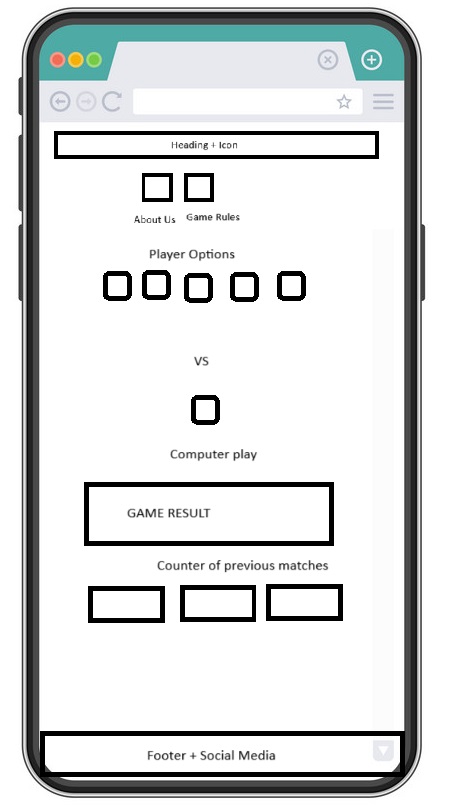 Heading + Icon
About Us
Game Rules
Player Options
VS
Computer play
GAME RESULT
Counter of previous matches
Footer + Social Media